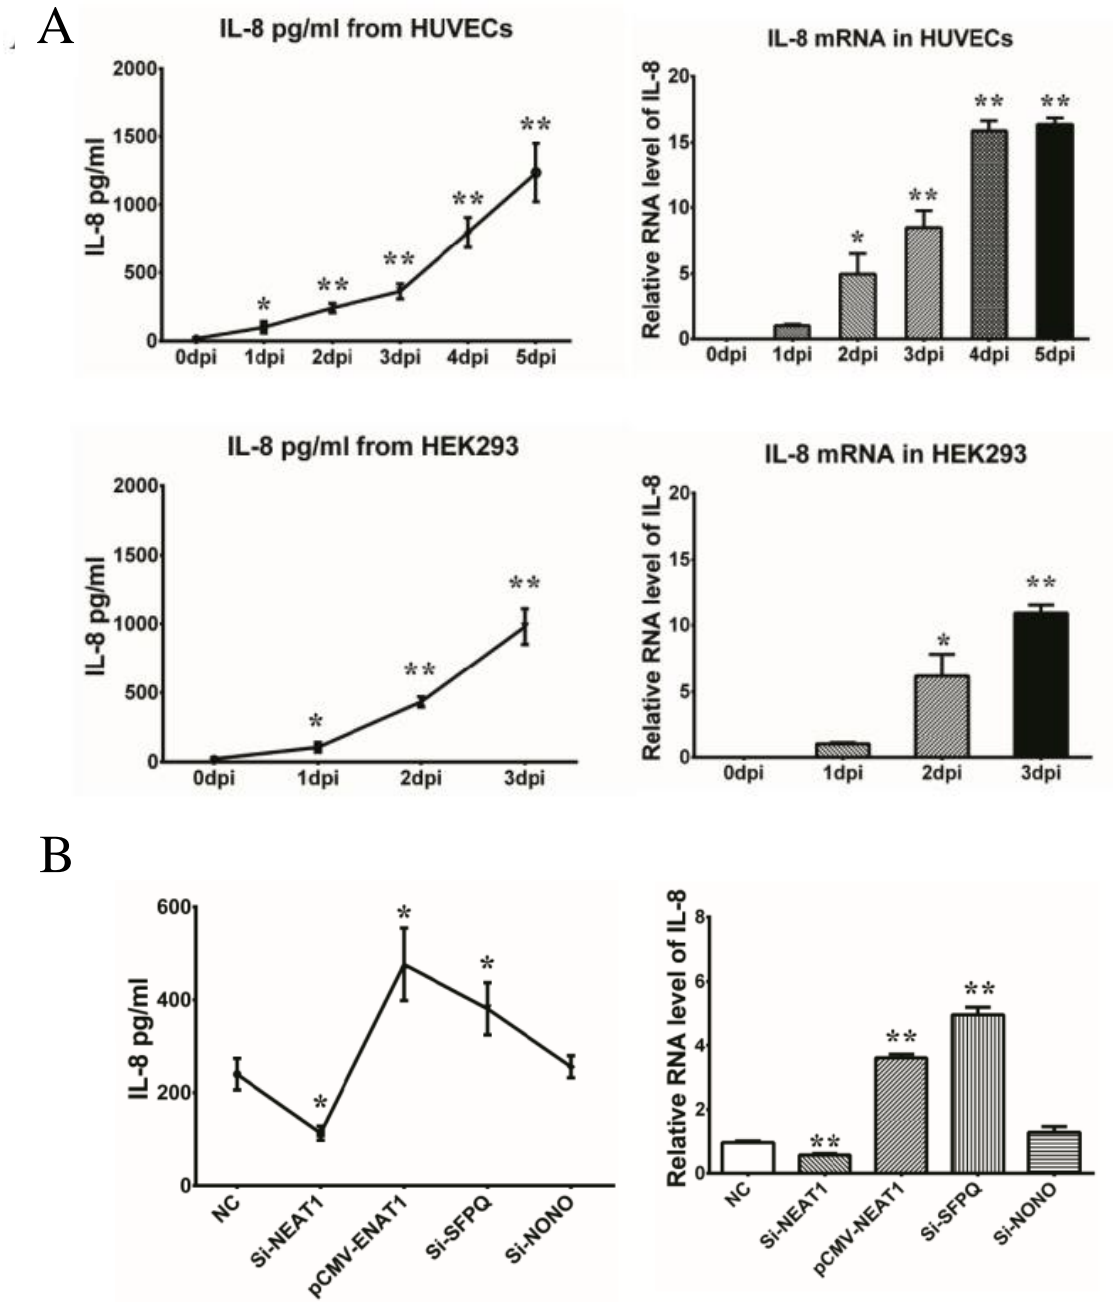 A
IL-8 pg/ml from HUVECs
IL-8 pg/ml
2000
1500
1000
500
0
* ** ** ** **
0dpi 1dpi 2dpi 3dpi 4dpi 5dpi
IL-8 mRNA in HUVECs
Relative RNA level of IL-8
20
15
10
5
0
* ** ** **
0dpi 1dpi 2dpi 3dpi 4dpi 5dpi
IL-8 pg/ml from HEK293
IL-8 pg/ml
2000
1500
1000
500
0
* ** **
0dpi 1dpi 2dpi 3dpi
IL-8 mRNA in HEK293
Relative RNA level of IL-8
20
15
10
5
0
* **
0dpi 1dpi 2dpi 3dpi
B
IL-8 pg/ml
600
400
200
0
* * *
NC Si-NEAT1 pCMV-ENAT1 Si-SFPQ Si-NONO
Relative RNA level of IL-8
8
6
4
2
0
** ** **
NC Si-NEAT1 pCMV-NEAT1 Si-SFPQ Si-NONO